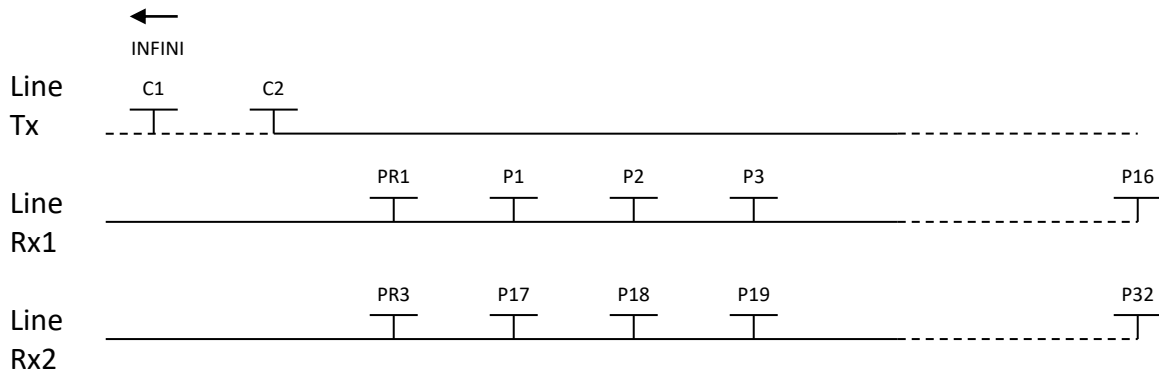 INFINI
Line
Tx
C1 C2
Line
Rx1
PR1 P1 P2 P3 P16
Line
Rx2
PR3 P17 P18 P19 P32